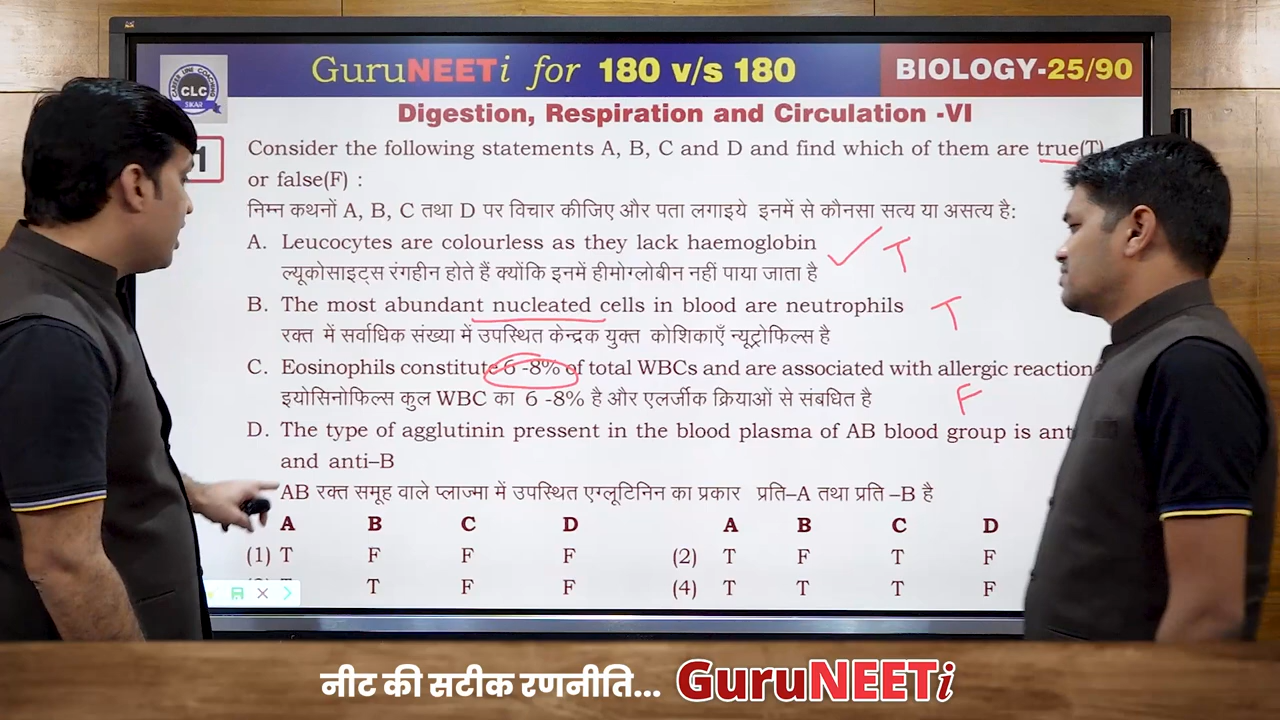 CAREER LINE COACHING
CLC
SIKAR
GuruNEETi for 180 v/s 180
BIOLOGY-25/90
Digestion, Respiration and Circulation -VI
1
Consider the following statements A, B, C and D and find which of them are true(T)
or false(F) :
निम्न कथनों A, B, C तथा D पर विचार कीजिए और पता लगाइये इनमें से कौनसा सत्य या असत्य है:
A. Leucocytes are colourless as they lack haemoglobin T
ल्यूकोसाइट्स रंगहीन होते हैं क्योंकि इनमें हीमोग्लोबीन नहीं पाया जाता है
B. The most abundant nucleated cells in blood are neutrophils T
रक्त में सर्वाधिक संख्या में उपस्थित केन्द्रक युक्त कोशिकाएँ न्यूट्रोफिल्स है
C. Eosinophils constitute 6 -8% of total WBCs and are associated with allergic reaction
इयोसिनोफिल्स कुल WBC का 6 -8% है और एलर्जीक क्रियाओं से संबधित है F
D. The type of agglutinin pressent in the blood plasma of AB blood group is
and anti–B
AB रक्त समूह वाले प्लाज्मा में उपस्थित एग्लूटिनिन का प्रकार प्रति–A तथा प्रति –B है
A B C D A B C D
(1) T F F F (2) T F T F
T F F (4) T T T F
नीट की सटीक रणनीति... GuruNEETi